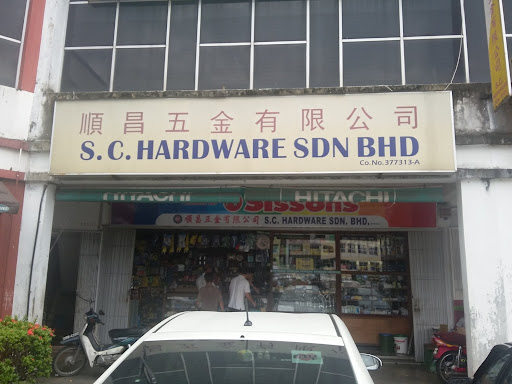 順昌五金有限公司
S. C. HARDWARE SDN BHD
Co. No. 377313-A
HITACHI sissons HITACHI
順昌五金有限公司 S.C. HARDWARE SDN. BHD.